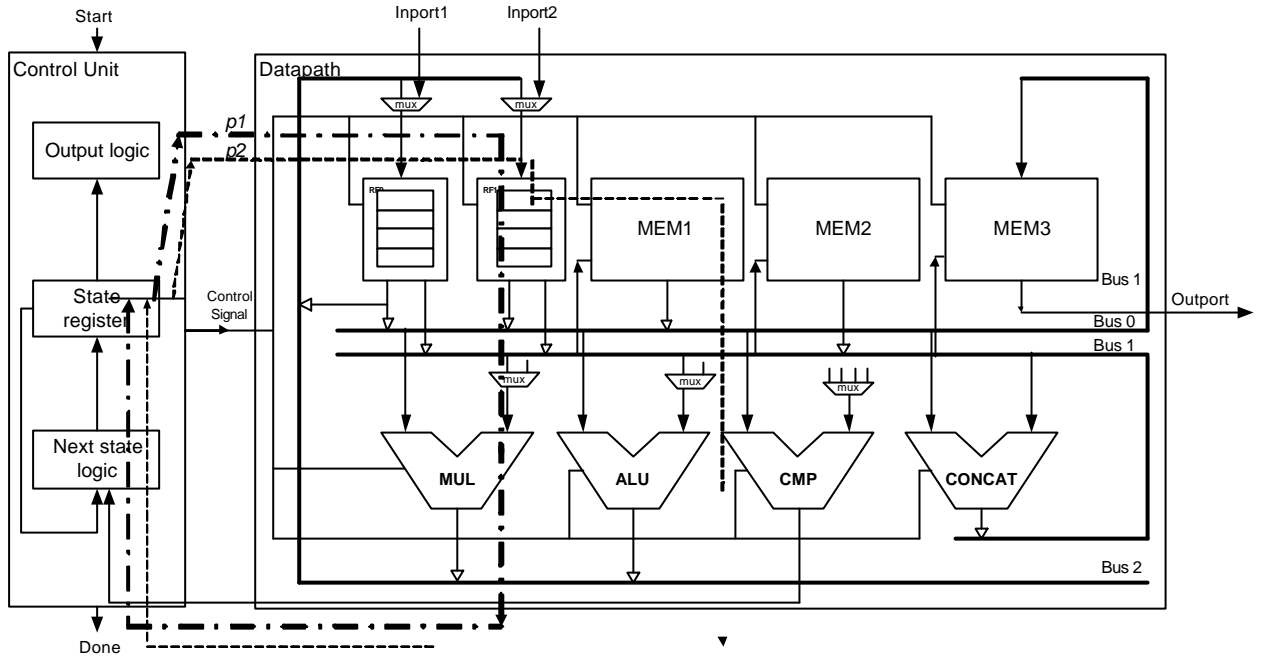 Start
Inport1
Inport2
Control Unit
Datapath
mux
mux
p1
p2
Output logic
RF0
RF1
MEM1
MEM2
MEM3
State
register
Control
Signal
Bus 1
Outport
Bus 0
Bus 1
mux
mux
mux
Next state
logic
MUL
ALU
CMP
CONCAT
Bus 2
Done